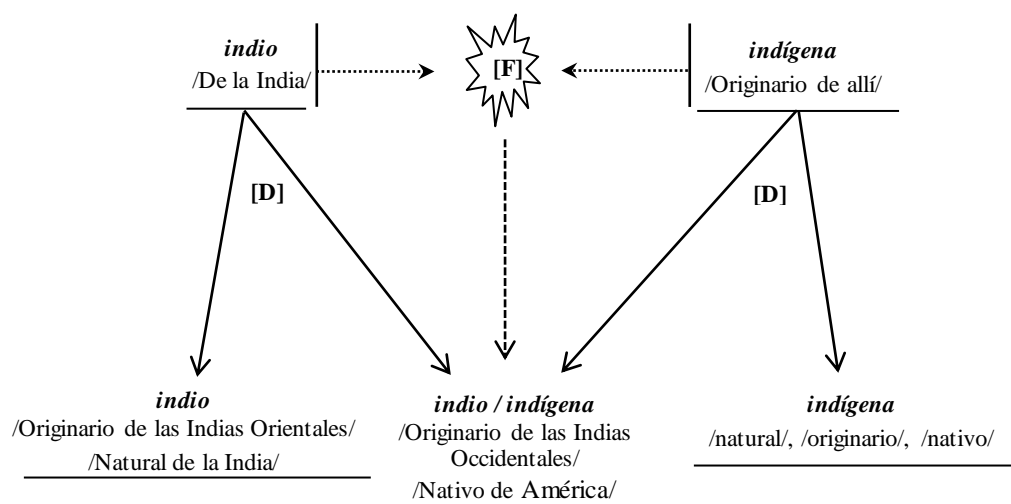 indio
/De la India/
[F]
indígena
/Originario de allí/
[D]
[D]
indio
/Originario de las Indias Orientales/
/Natural de la India/
indio / indígena
/Originario de las Indias
Occidentales/
/Nativo de América/
indígena
/natural/, /originario/, /nativo/